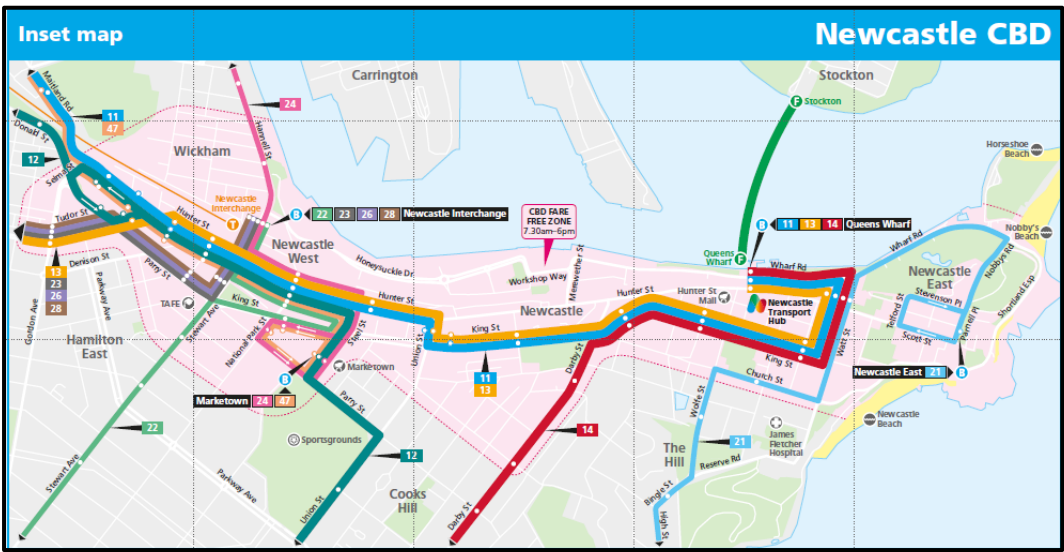 Inset map
Newcastle CBD
Carrington
Stockton
F Stockton
Maitland Rd
11
47
24
Donald St
12
Hannell St
Wickham
Selma St
Horseshoe
Beach
Newcastle
Interchange
T
B
22 23 26 28 Newcastle Interchange
CBD FARE
FREE ZONE
7.30am–6pm
B
11 13 14 Queens Wharf
Tudor St
Hunter St
Newcastle
West
Queens
Wharf
F
Wharf Rd
Nobby's
Beach
Nobbys Rd
Denison St
Parry St
Honeysuckle Dr
Workshop Way
Merewether St
Wharf Rd
Newcastle
East
13
23
26
28
Parkway Ave
TAFE
King St
Hunter St
Newcastle
Hunter St
Hunter St
Mall
Newcastle
Transport
Hub
Telford St
Stevenson Pl
Shortland Esp
Gordon Ave
Stewart Ave
National Park St
Steel St
King St
Watt St
Scott St
Parnell Pl
Hamilton
East
Union St
Darby St
King St
Marketown
B
11
13
Church St
Newcastle East 21 B
Marketown 24 47
Parry St
Wolfe St
22
Sportsgrounds
14
Newcastle
Beach
12
The
Hill
21
James
Fletcher
Hospital
Reserve Rd
Stewart Ave
Parkway Ave
Union St
Cooks
Hill
Darby St
Bingle St
High St